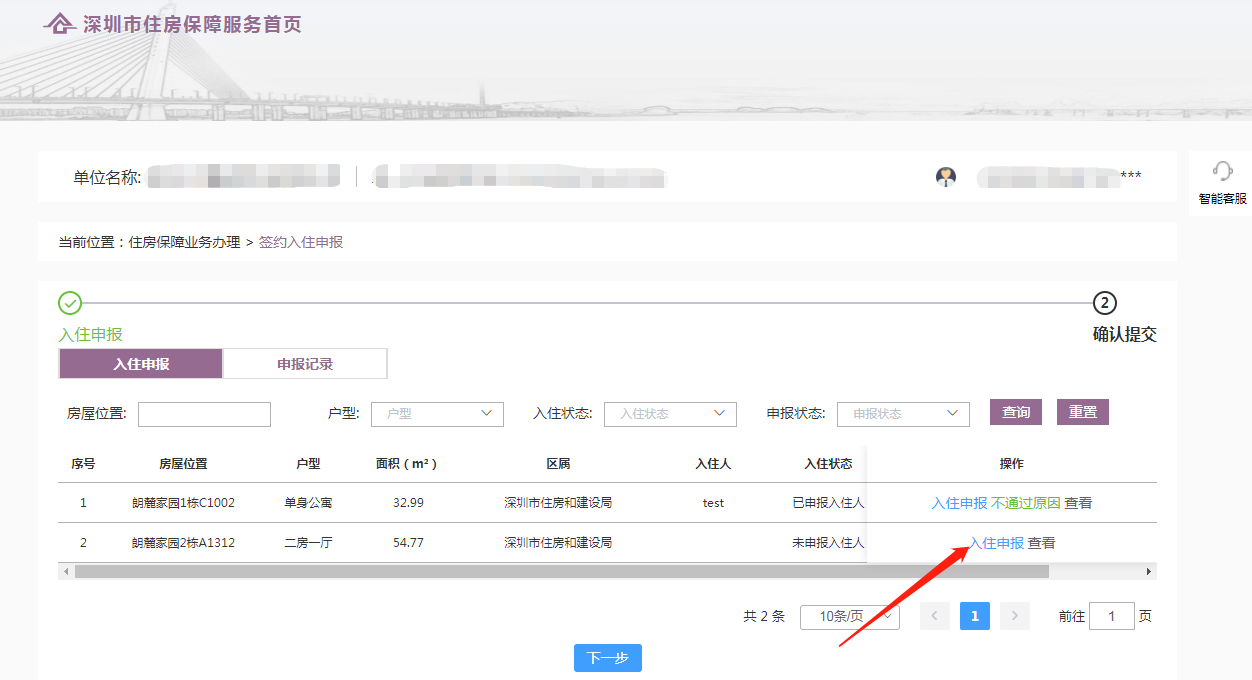 深圳市住房保障服务首页
单位名称:
***
智能客服
当前位置：住房保障业务办理 > 签约入住申报
2
入住申报
确认提交
入住申报 申报记录
房屋位置: 户型: 户型 入住状态: 入住状态 申报状态: 申报状态 查询 重置
序号 房屋位置 户型 面积（m²） 区属 入住人 入住状态 操作
1 朗麓家园1栋C1002 单身公寓 32.99 深圳市住房和建设局 test 已申报入住人 入住申报 不通过原因 查看
2 朗麓家园2栋A1312 二房一厅 54.77 深圳市住房和建设局 未申报入住人 入住申报 查看
共 2 条 10条/页 < 1 > 前往 1 页
下一步